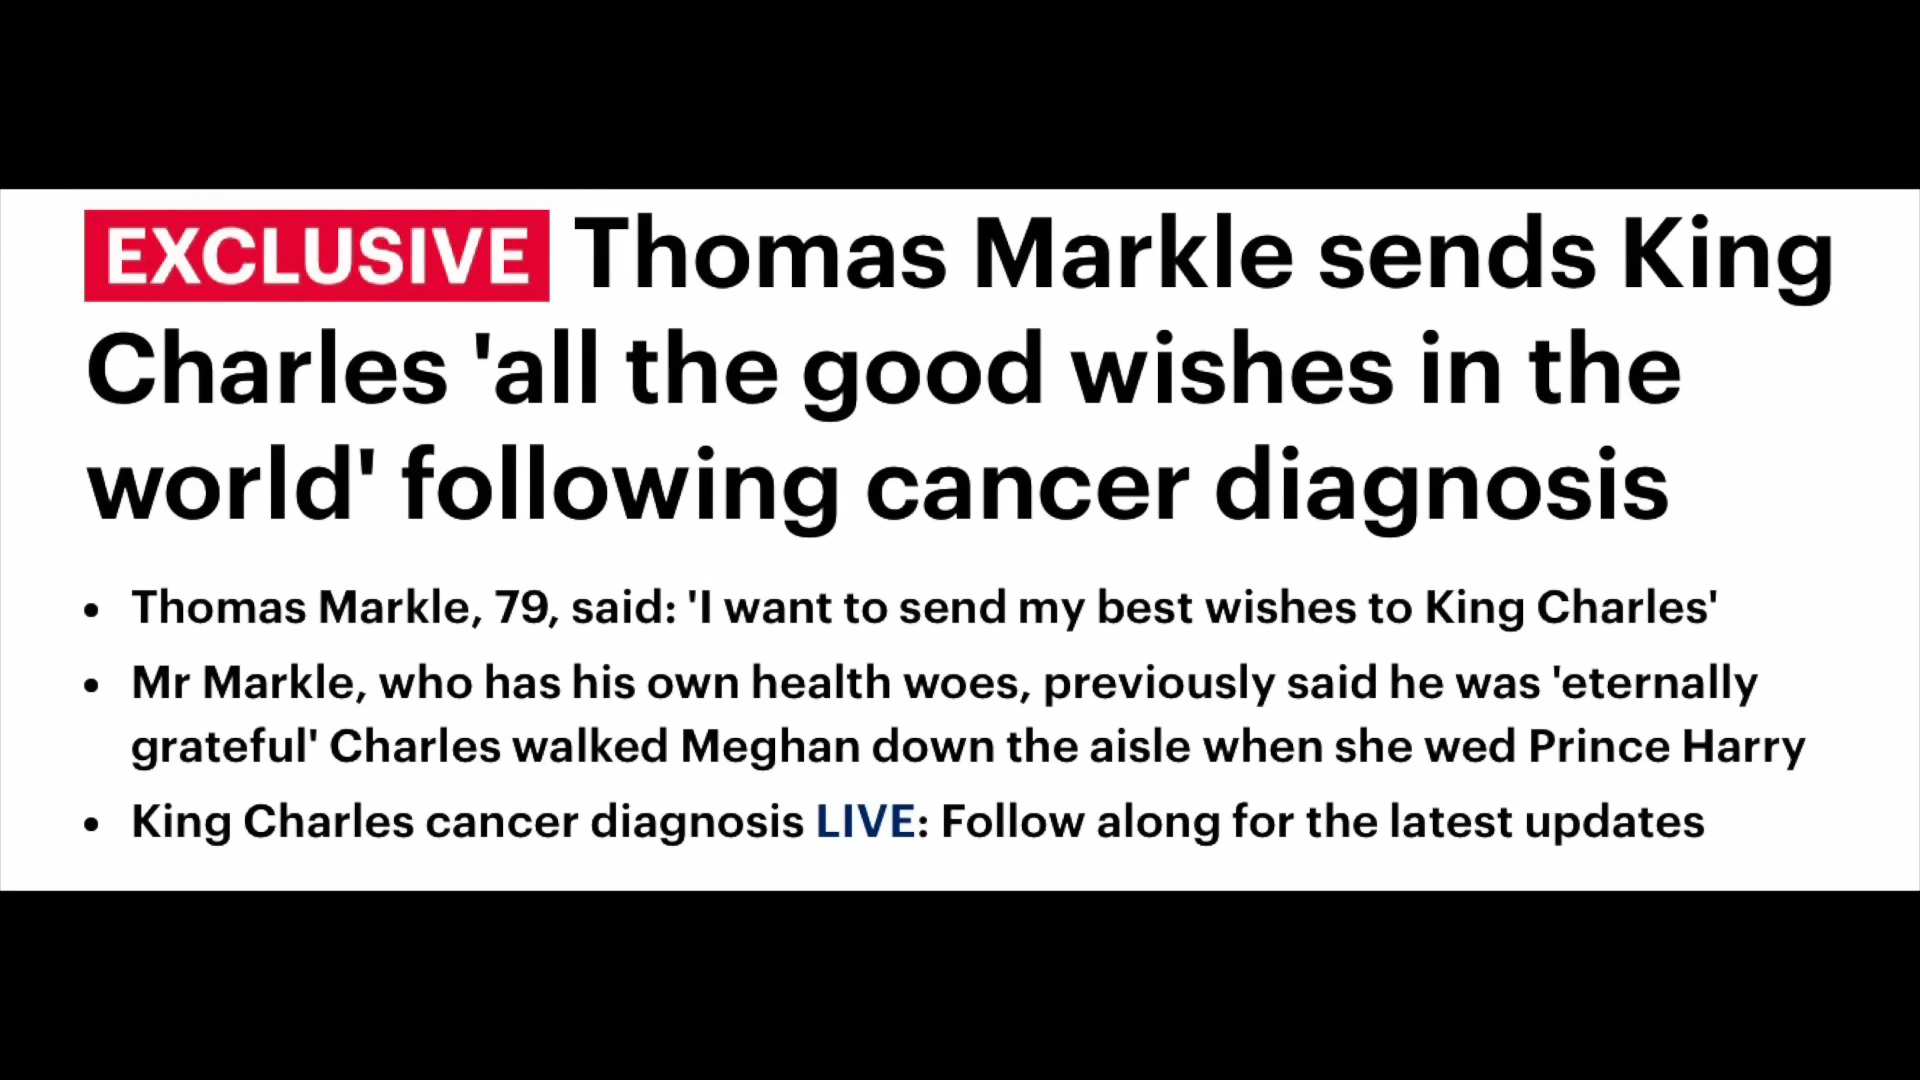 EXCLUSIVE Thomas Markle sends King
Charles 'all the good wishes in the
world' following cancer diagnosis
• Thomas Markle, 79, said: 'I want to send my best wishes to King Charles'
• Mr Markle, who has his own health woes, previously said he was 'eternally
grateful' Charles walked Meghan down the aisle when she wed Prince Harry
• King Charles cancer diagnosis LIVE: Follow along for the latest updates